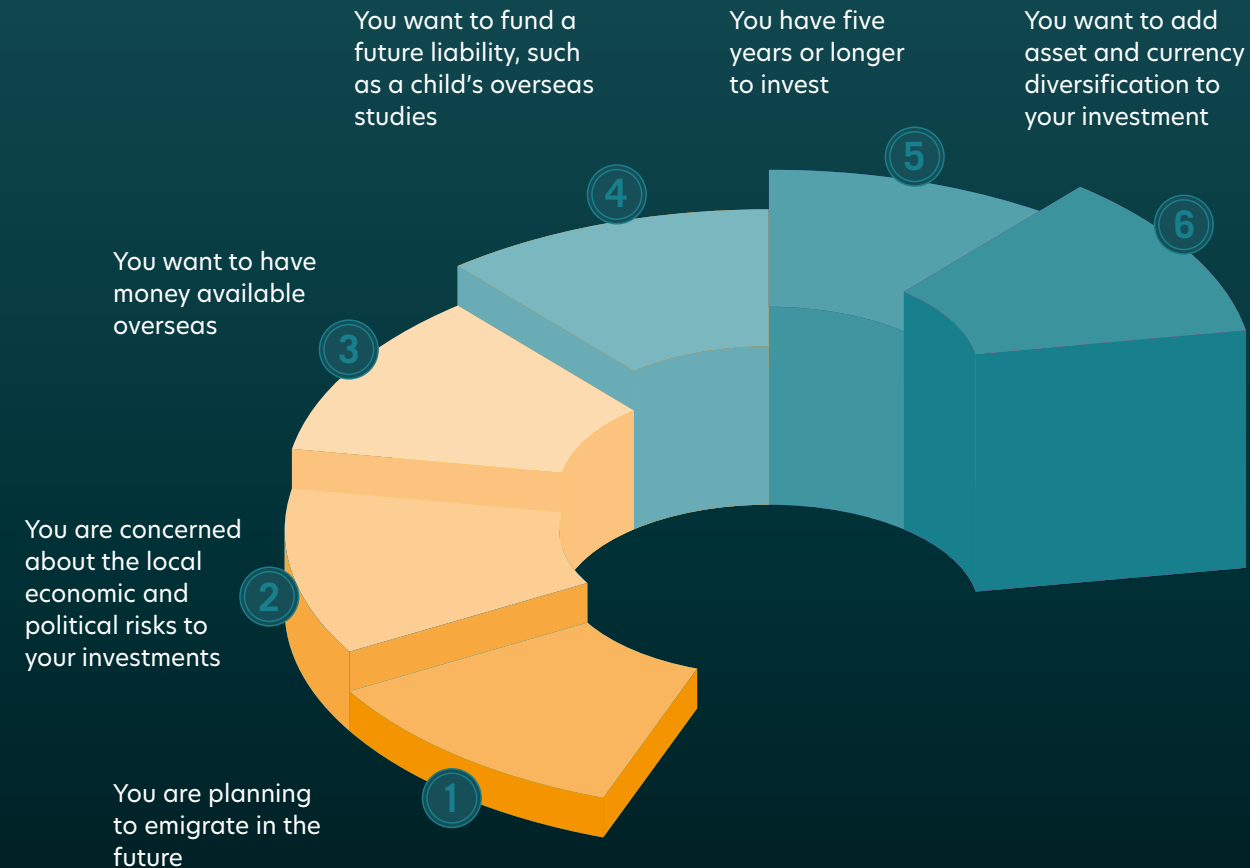 You want to fund a
future liability, such
as a child's overseas
studies
You have five
years or longer
to invest
You want to add
asset and currency
diversification to
your investment
5
4
6
You want to have
money available
overseas
3
You are concerned
about the local
economic and
political risks to
your investments
2
You are planning
to emigrate in the
future
1